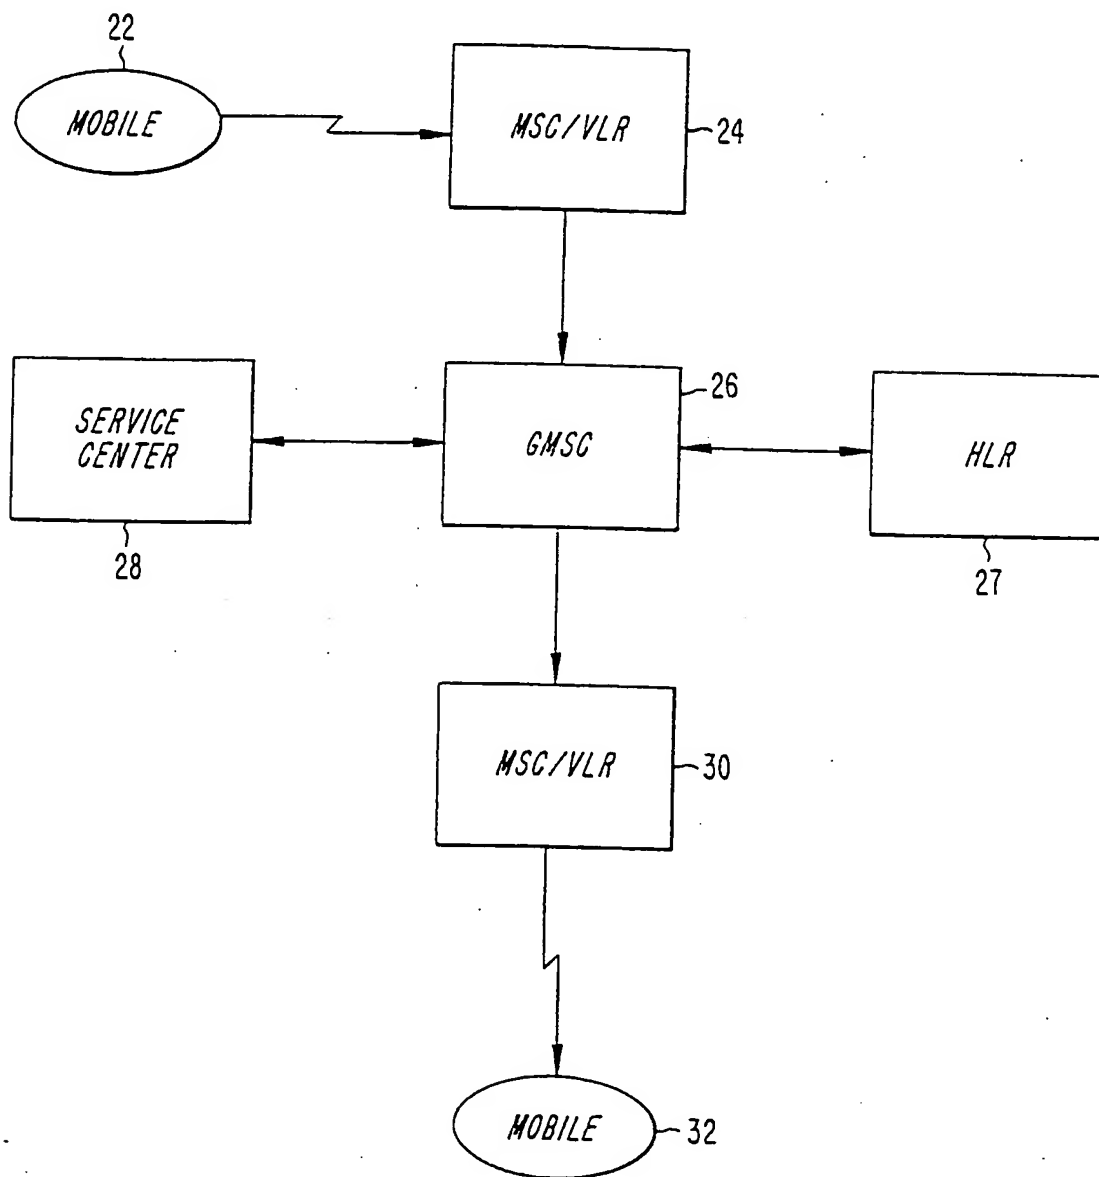 22
MOBILE
MSC/VLR
24
26
SERVICE
CENTER
GMSC
HLR
28
27
MSC/VLR
30
MOBILE
32